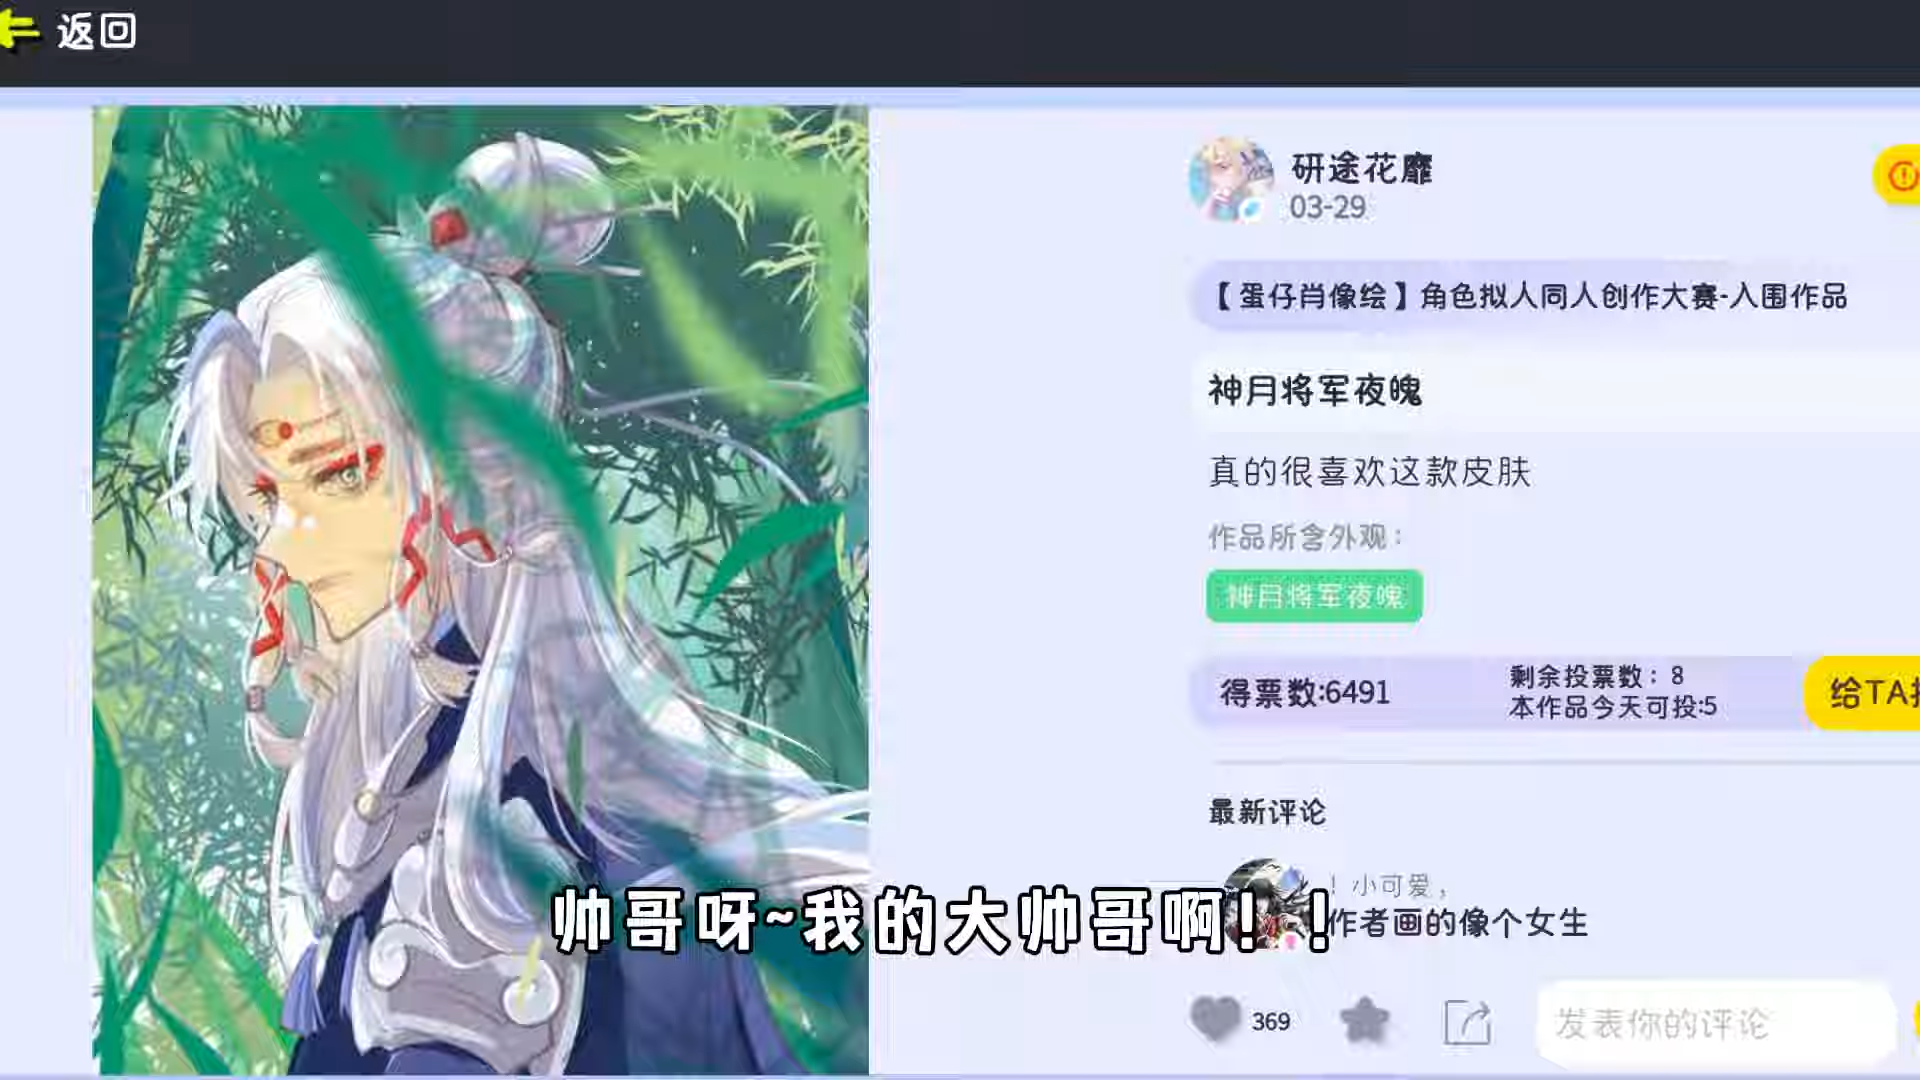 返回
研途花靡
03-29
【蛋仔肖像绘】角色拟人同人创作大赛-入围作品
神月将军夜魄
真的很喜欢这款皮肤
作品所含外观：
神月将军夜魄
得票数:6491
剩余投票数：8
本作品今天可投:5
给TA
最新评论
！小可爱，
作者画的像个女生
帅哥呀~我的大帅哥啊！！
369
发表你的评论